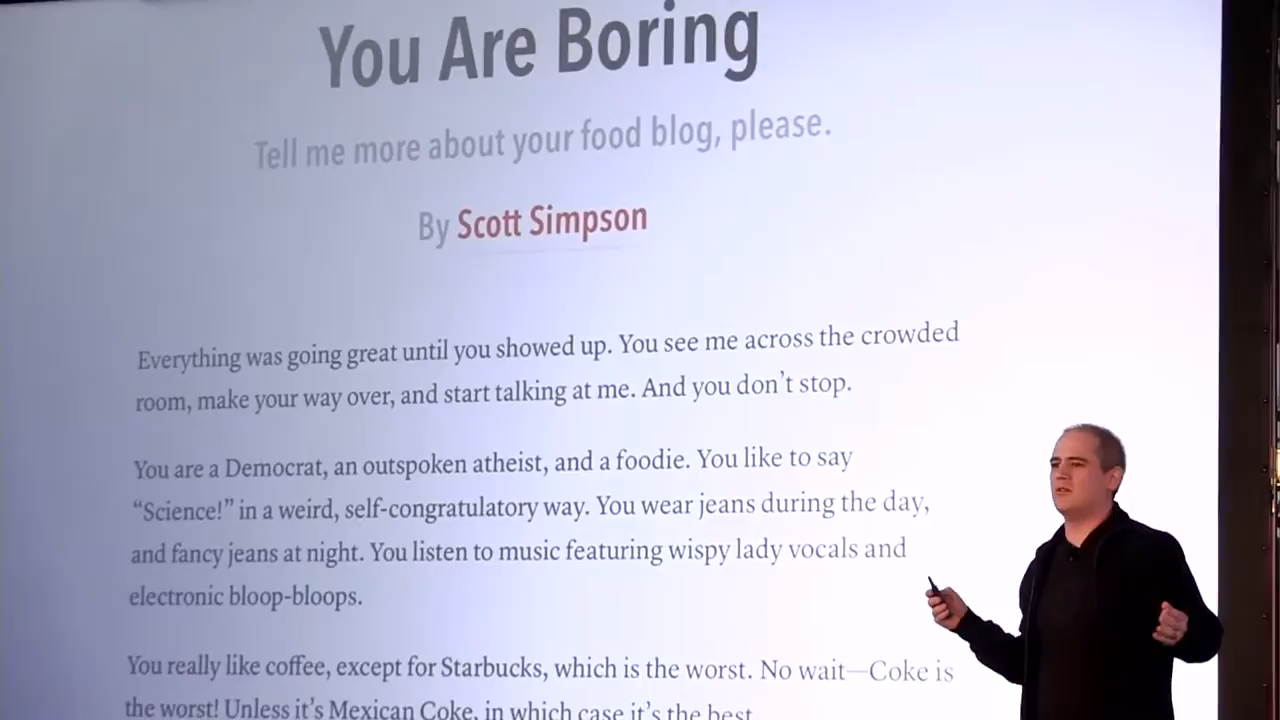 You Are Boring
Tell me more about your food blog, please.
By Scott Simpson
Everything was going great until you showed up. You see me across the crowded
room, make your way over, and start talking at me. And you don’t stop.
You are a Democrat, an outspoken atheist, and a foodie. You like to say
“Science!” in a weird, self-congratulatory way. You wear jeans during the day,
and fancy jeans at night. You listen to music featuring wispy lady vocals and
electronic bloop-bloops.
You really like coffee, except for Starbucks, which is the worst. No wait—Coke is
the worst! Unless it’s Mexican Coke, in which case it’s the best